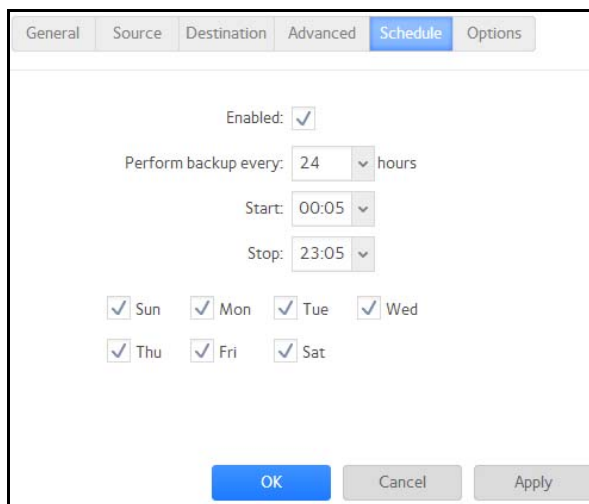 General Source Destination Advanced Schedule Options
Enabled:
Perform backup every: 24 hours
Start: 00:05
Stop: 23:05
Sun Mon Tue Wed
Thu Fri Sat
OK Cancel Apply